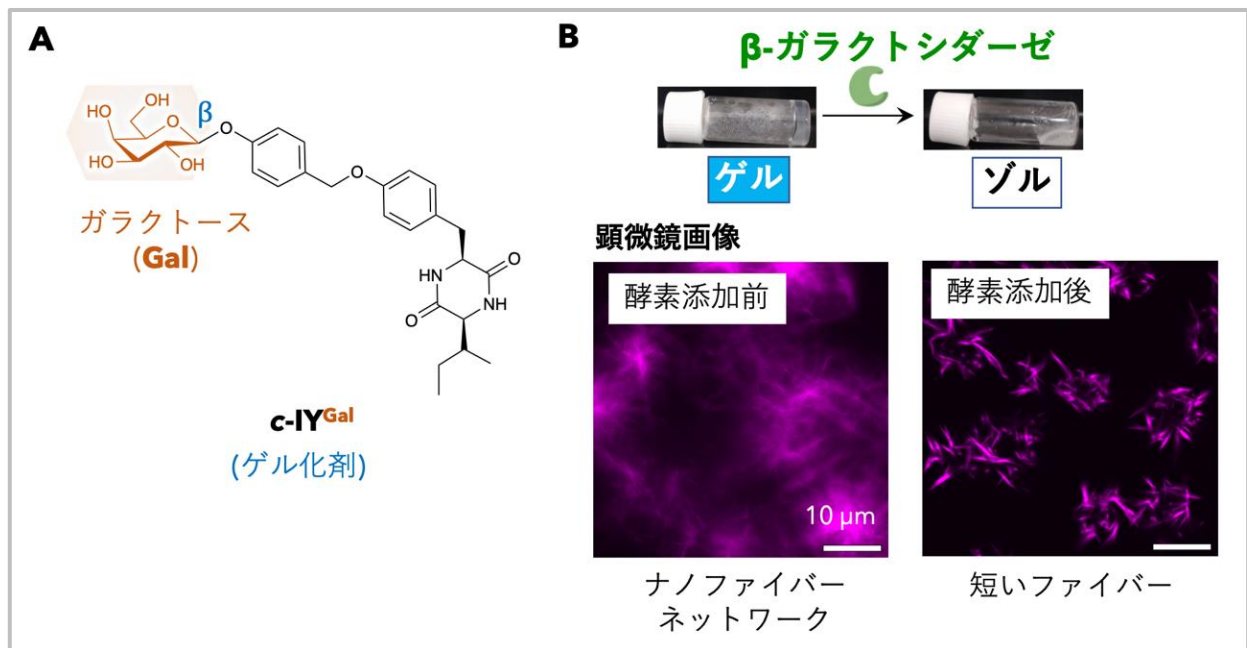 A
OH
HO
β
O
O
HO
OH
O
ガラクトース
(Gal)
HN
O
O
NH
c-IYGal
(ゲル化剤)
B
β-ガラクトシダーゼ
ゲル
ゾル
顕微鏡画像
酵素添加前
酵素添加後
10 μm
ナノファイバー
ネットワーク
短いファイバー